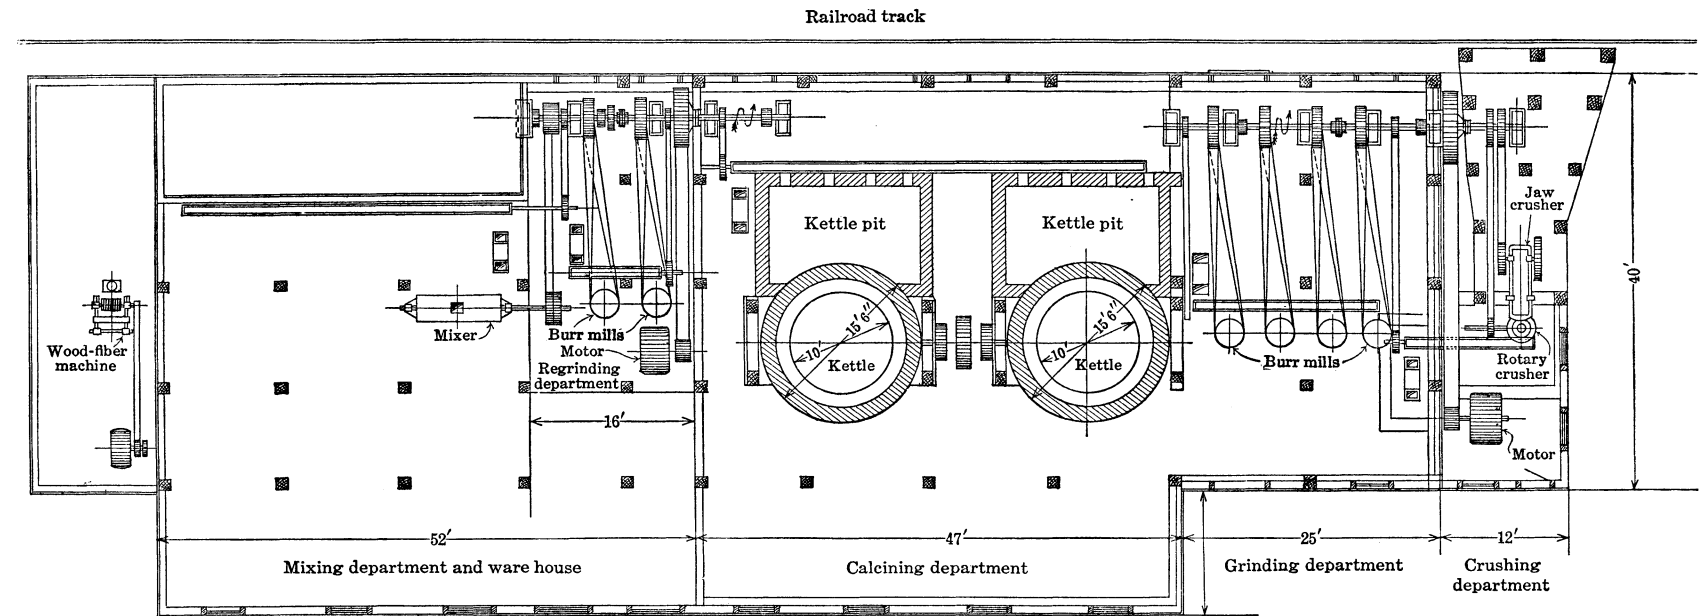 Railroad track
Jaw
crusher
Kettle pit
Kettle pit
40'
15' 6"
15' 6"
10'
10'
Kettle
Kettle
Wood-fiber
machine
Mixer
Burr mills
Motor
Regrinding
department
Burr mills
Rotary
crusher
16'
Motor
52'
47'
25'
12'
Mixing department and ware house
Calcining department
Grinding department
Crushing
department